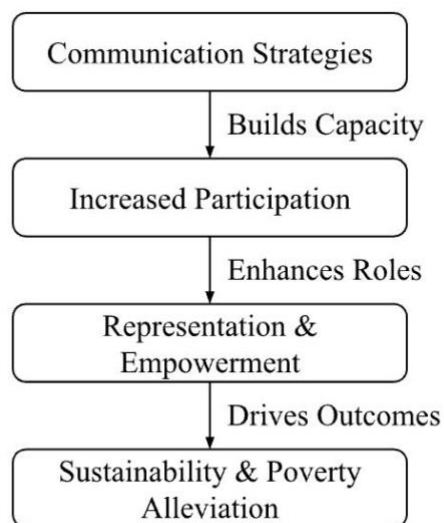 Communication Strategies
Builds Capacity
Increased Participation
Enhances Roles
Representation &
Empowerment
Drives Outcomes
Sustainability & Poverty
Alleviation